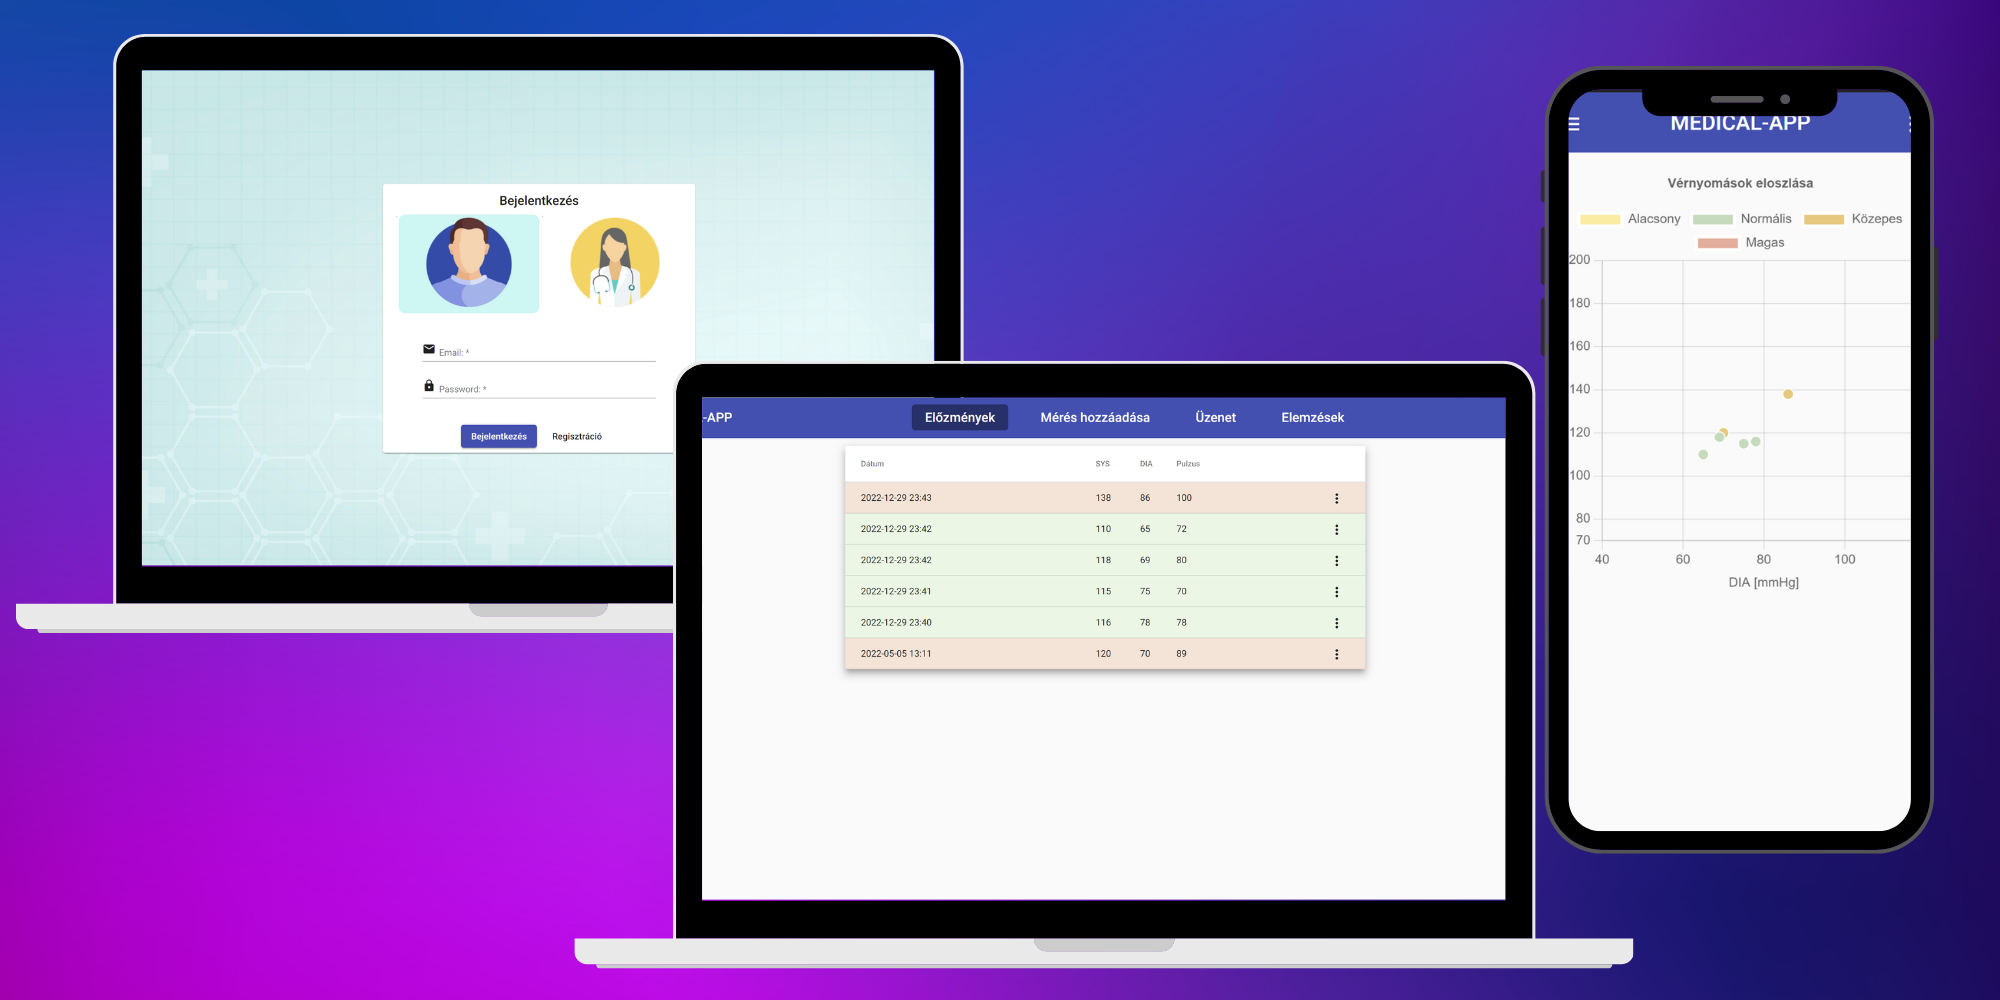 Bejelentkezés
Email: *
Password: *
Bejelentkezés Regisztráció
-APP Előzmények Mérés hozzáadása Üzenet Elemzések
Dátum SYS DIA Pulzus
2022-12-29 23:43 138 86 100
2022-12-29 23:42 110 65 72
2022-12-29 23:42 118 69 80
2022-12-29 23:41 115 75 70
2022-12-29 23:40 116 78 78
2022-05-05 13:11 120 70 89
MEDICAL-APP
Vérnyomások eloszlása
Alacsony Normális Közepes
Magas
200
180
160
140
120
100
80
70
40 60 80 100
DIA [mmHg]